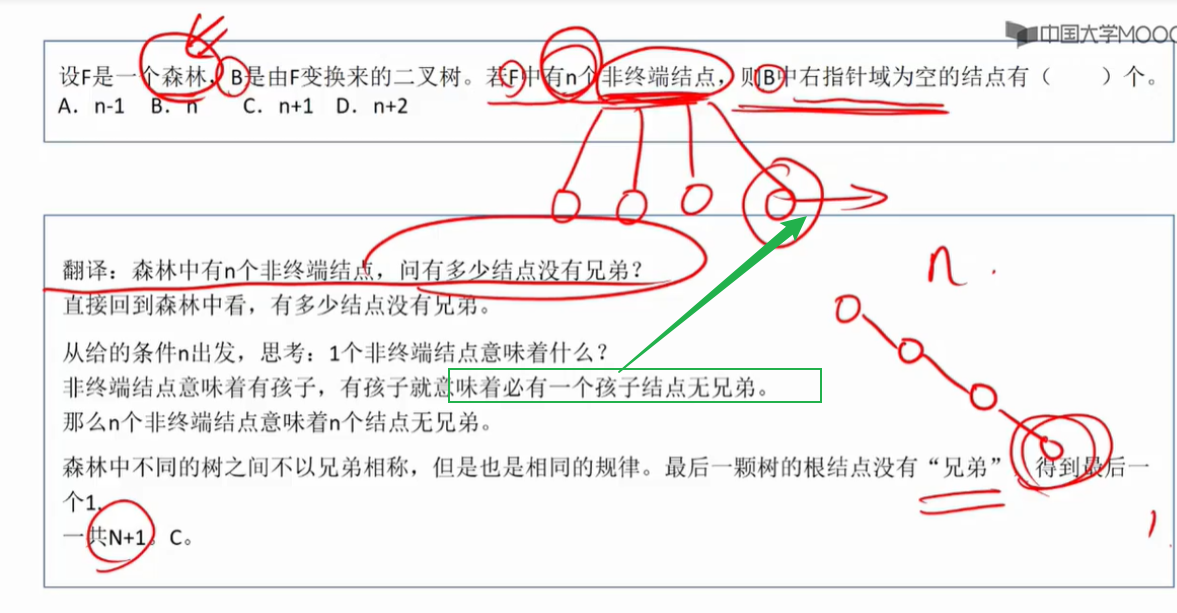 中国大学MOOC
设F是一个森林，B是由F变换来的二叉树。若F中有n个非终端结点，则B中右指针域为空的结点有（ ）个。
A. n-1 B. n C. n+1 D. n+2
翻译：森林中有n个非终端结点，问有多少结点没有兄弟？
n
直接回到森林中看，有多少结点没有兄弟。
从给的条件n出发，思考：1个非终端结点意味着什么？
非终端结点意味着有孩子，有孩子就意味着必有一个孩子结点无兄弟。
那么n个非终端结点意味着n个结点无兄弟。
森林中不同的树之间不以兄弟相称，但是也是相同的规律。最后一颗树的根结点没有“兄弟” 得到最后一
个1,
一共N+1。C。
1